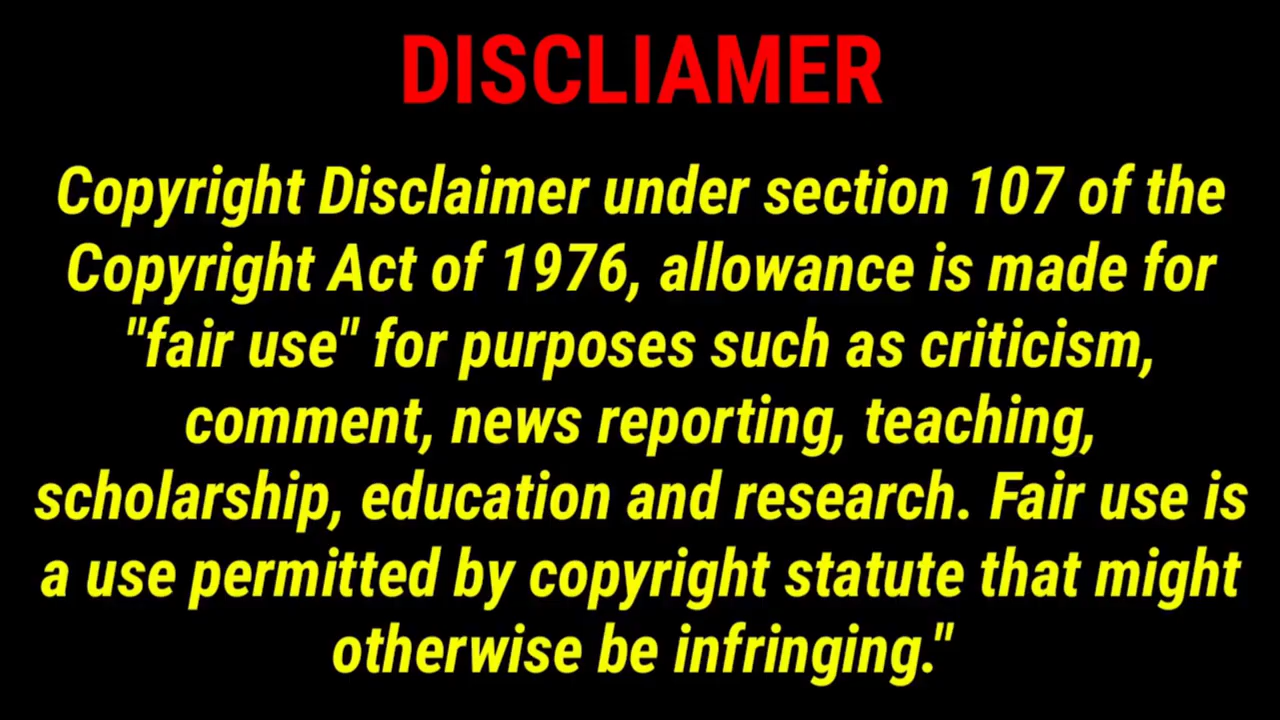 DISCLIAMER
Copyright Disclaimer under section 107 of the
Copyright Act of 1976, allowance is made for
"fair use" for purposes such as criticism,
comment, news reporting, teaching,
scholarship, education and research. Fair use is
a use permitted by copyright statute that might
otherwise be infringing."